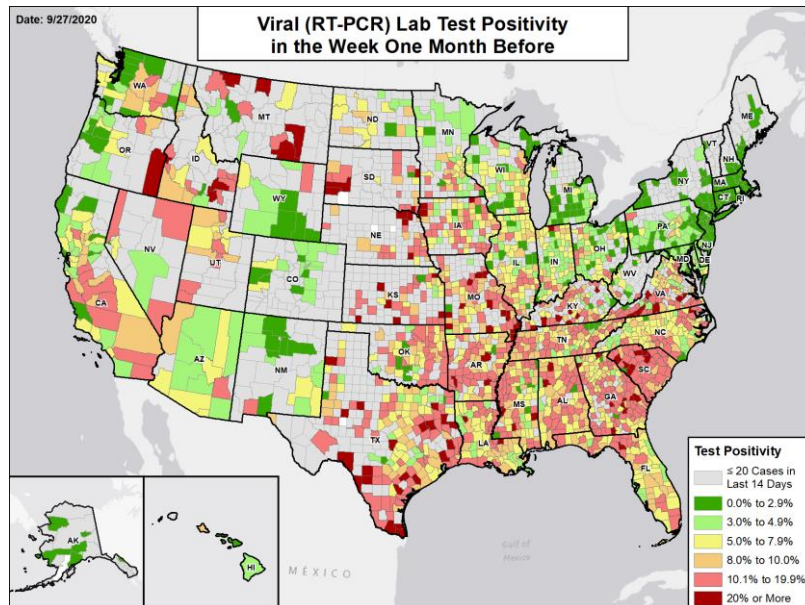 Date: 9/27/2020
Viral (RT-PCR) Lab Test Positivity
in the Week One Month Before
WA
MT
ND
MN
ME
OR
ID
SD
WI
MI
VT
NH
NY
MA
CT
RI
WY
NE
IA
PA
NJ
NV
UT
CO
IL
IN
OH
MD
DE
WV
VA
CA
KS
MO
KY
AZ
NM
OK
AR
TN
NC
SC
TX
LA
MS
AL
GA
FL
AK
HI
MÉXICO
Gulf of
Mexico
Test Positivity
≤ 20 Cases in
Last 14 Days
0.0% to 2.9%
3.0% to 4.9%
5.0% to 7.9%
8.0% to 10.0%
10.1% to 19.9%
20% or More